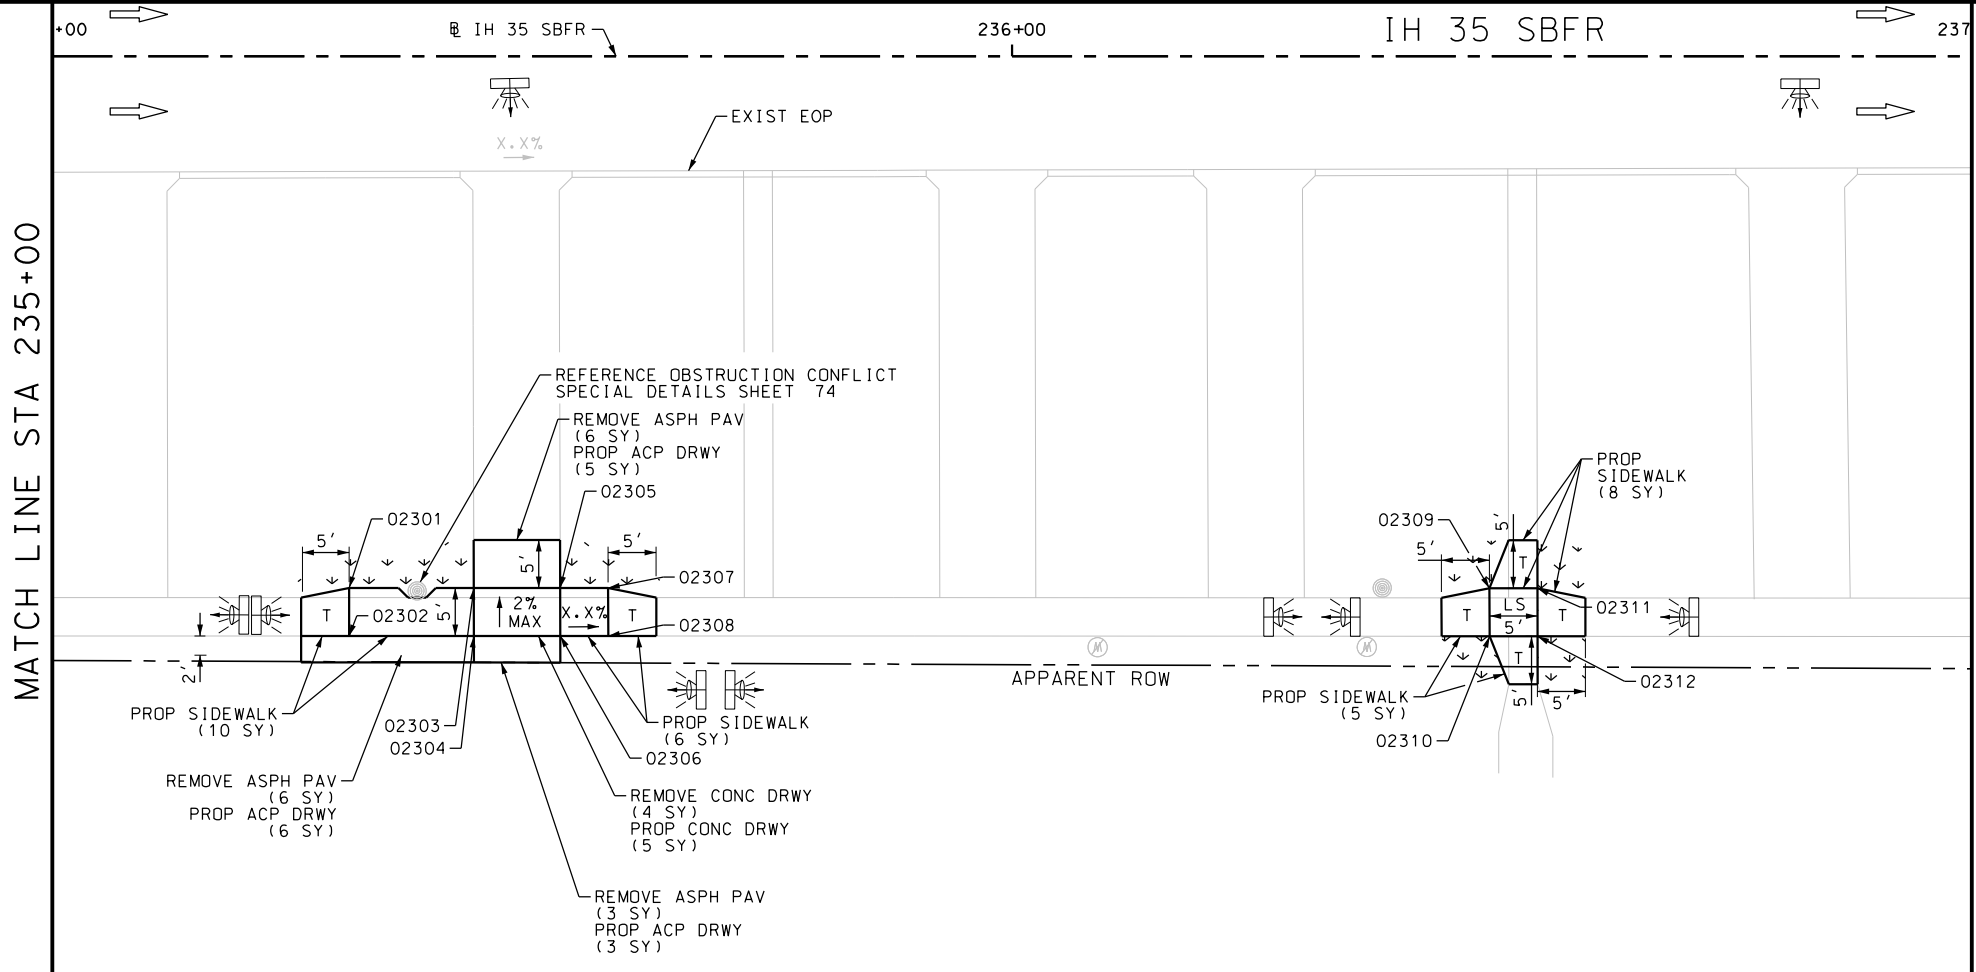 +00
℄ IH 35 SBFR
236+00
IH 35 SBFR
237
EXIST EOP
X.X%
MATCH LINE STA 235+00
REFERENCE OBSTRUCTION CONFLICT
SPECIAL DETAILS SHEET 74
REMOVE ASPH PAV
(6 SY)
PROP ACP DRWY
(5 SY)
02305
02301
5'
5'
5'
02307
02302
T
5'
2%
MAX
X.X%
T
02308
2'
PROP SIDEWALK
(10 SY)
02303
02304
PROP SIDEWALK
(6 SY)
02306
REMOVE ASPH PAV
(6 SY)
PROP ACP DRWY
(6 SY)
REMOVE CONC DRWY
(4 SY)
PROP CONC DRWY
(5 SY)
REMOVE ASPH PAV
(3 SY)
PROP ACP DRWY
(3 SY)
APPARENT ROW
PROP
SIDEWALK
(8 SY)
02309
5'
5'
T
T
LS
5'
T
02311
T
02312
5'
5'
PROP SIDEWALK
(5 SY)
02310